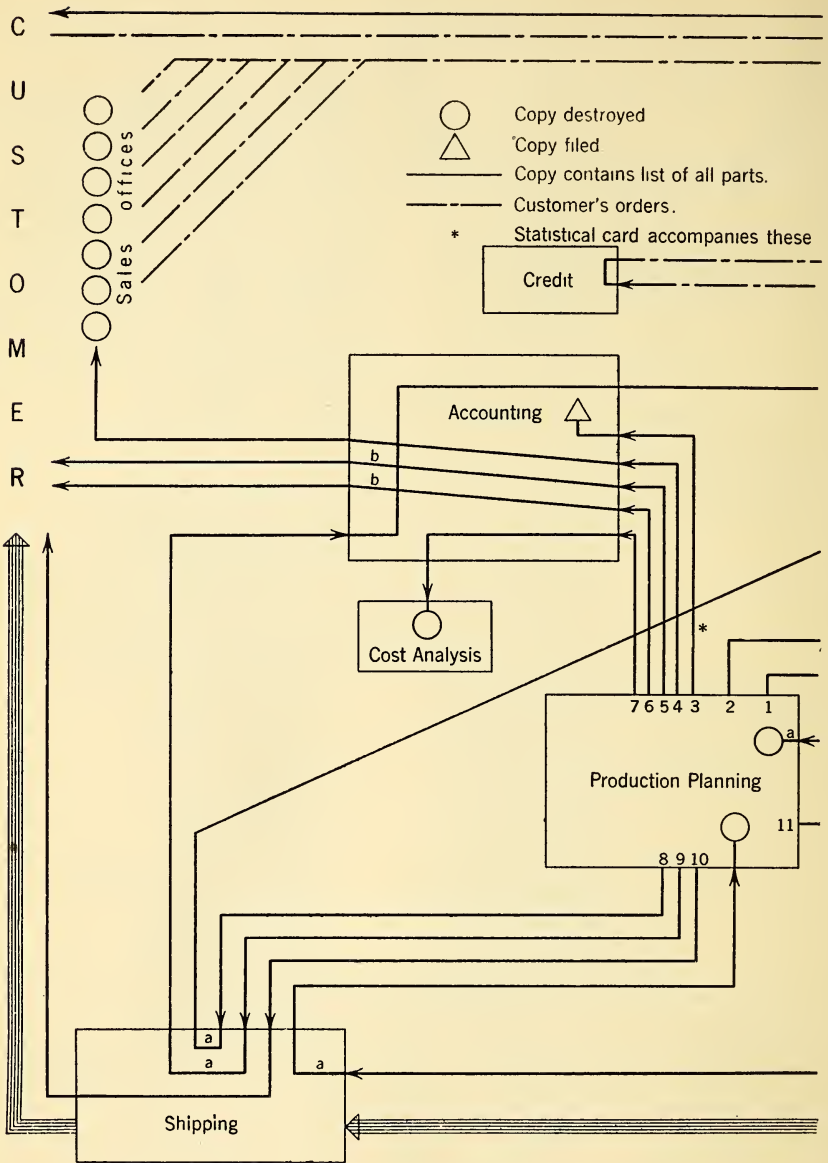 CUSTOMER
Sales offices
Copy destroyed
Copy filed
Copy contains list of all parts.
Customer's orders.
* Statistical card accompanies these
Credit
Accounting
b
b
Cost Analysis
*
7 6 5 4 3 2 1
a
Production Planning
11
8 9 10
a
a
a
Shipping